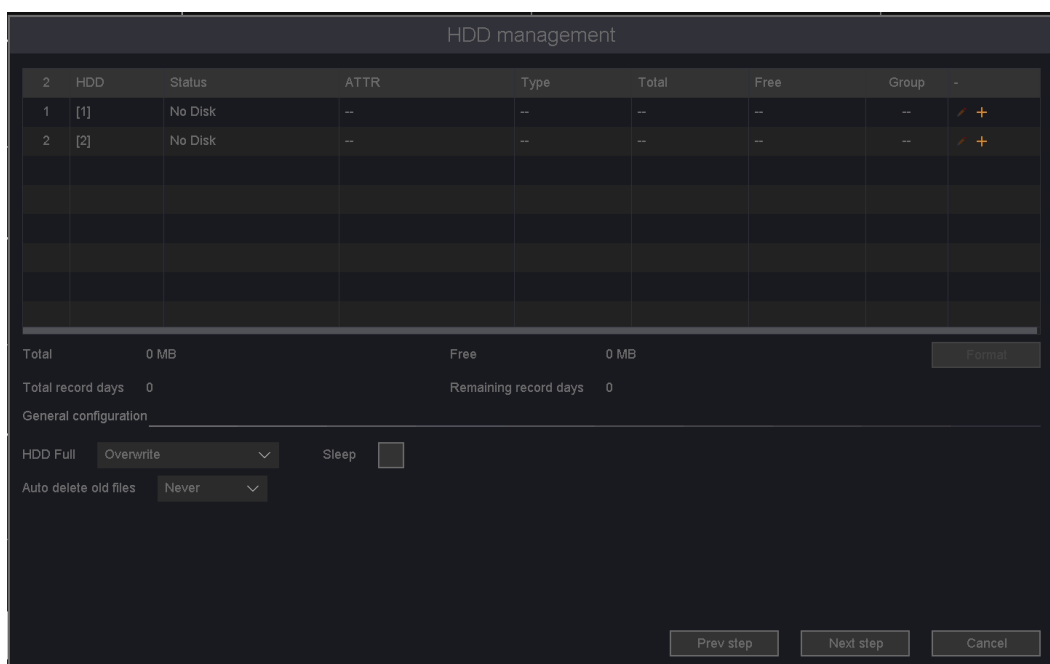 HDD management
2 HDD Status ATTR Type Total Free Group -
1 [1] No Disk -- -- -- -- --
2 [2] No Disk -- -- -- -- --
Total 0 MB Free 0 MB Format
Total record days 0 Remaining record days 0
General configuration
HDD Full Overwrite Sleep
Auto delete old files Never
Prev step Next step Cancel